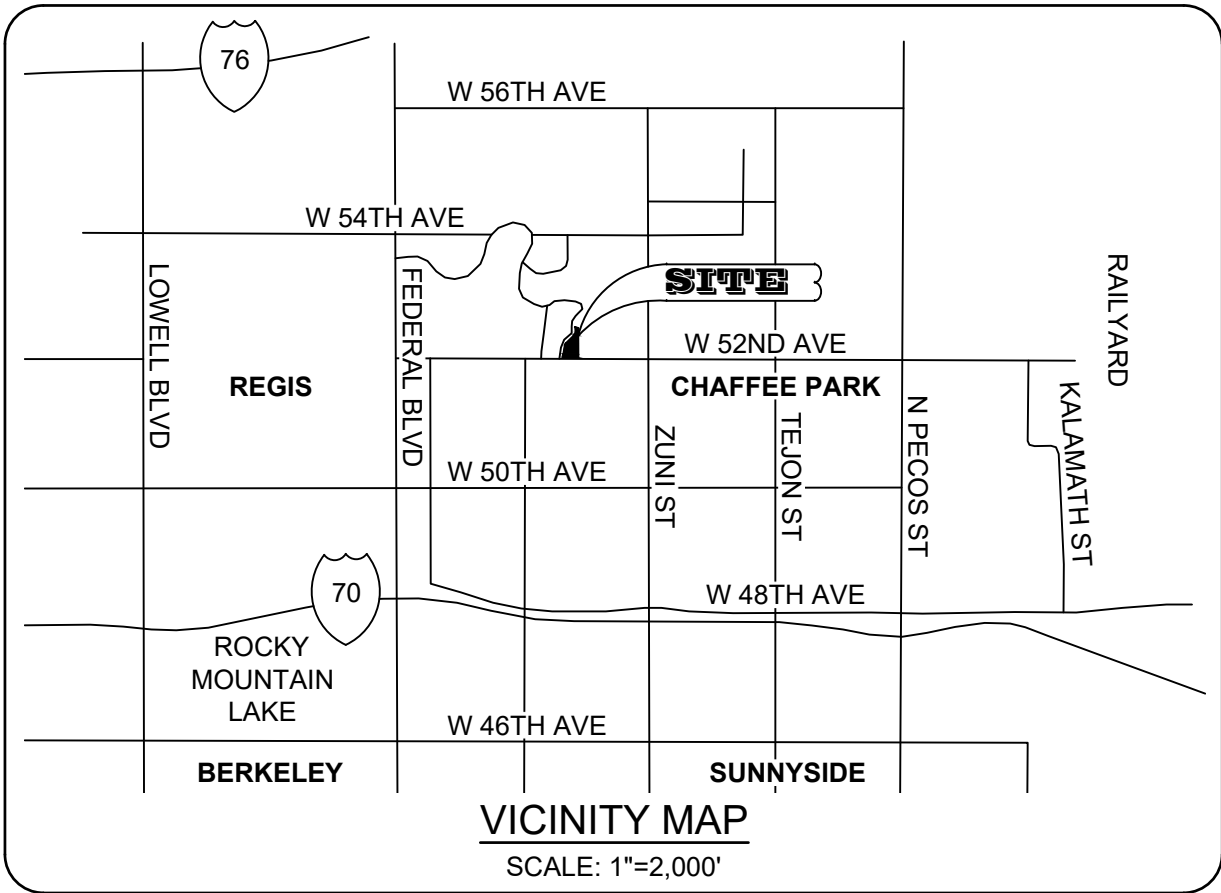 76
W 56TH AVE
W 54TH AVE
SITE
LOWELL BLVD
FEDERAL BLVD
RAILYARD
W 52ND AVE
REGIS
CHAFFEE PARK
ZUNI ST
TEJON ST
N PECOS ST
KALAMATH ST
W 50TH AVE
70
W 48TH AVE
ROCKY
MOUNTAIN
LAKE
W 46TH AVE
BERKELEY
SUNNYSIDE
VICINITY MAP
SCALE: 1"=2,000'